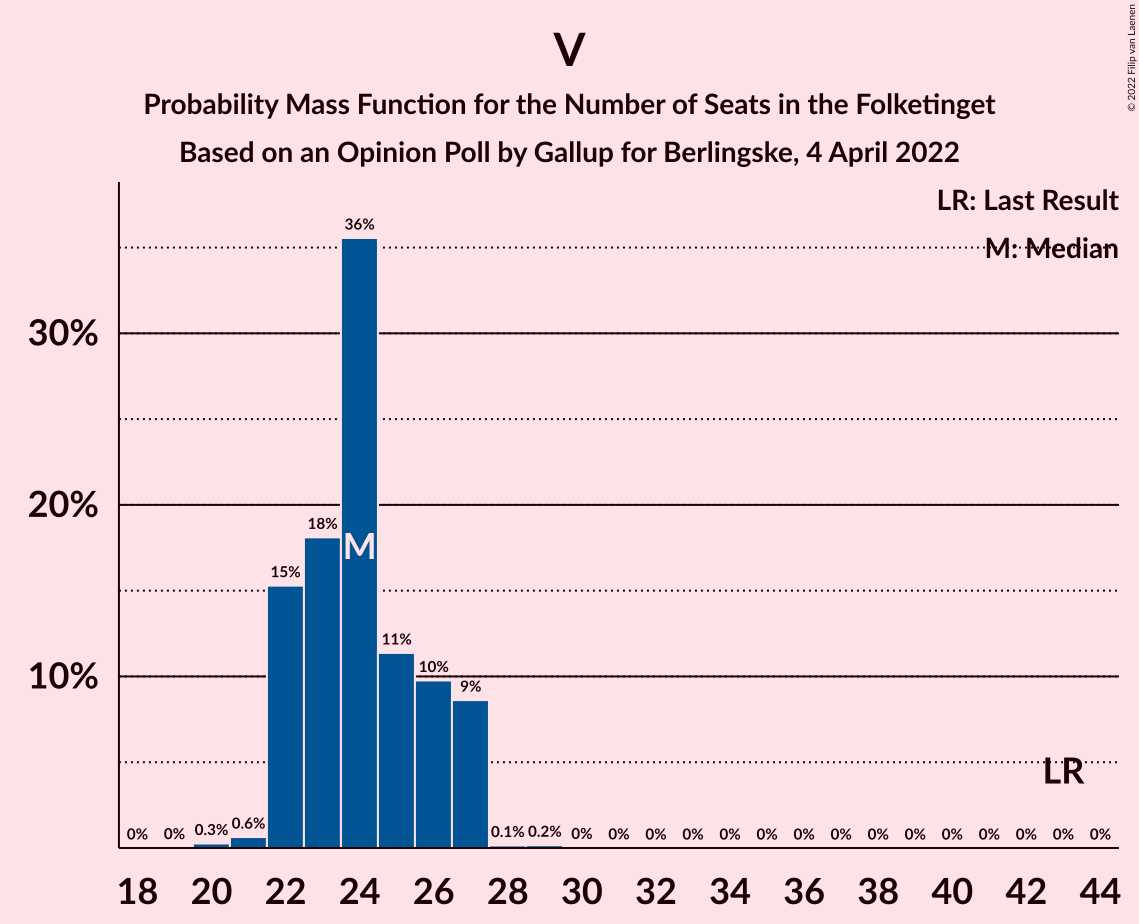 V
Probability Mass Function for the Number of Seats in the Folketinget
Based on an Opinion Poll by Gallup for Berlingske, 4 April 2022
© 2022 Filip van Laenen
LR: Last Result
M: Median
30%
20%
10%
0% 0% 0.3% 0.6% 15% 18% 36% 11% 10% 9% 0.1% 0.2% 0% 0% 0% 0% 0% 0% 0% 0% 0% 0% 0% 0% 0% 0% 0%
M
LR
18 20 22 24 26 28 30 32 34 36 38 40 42 44